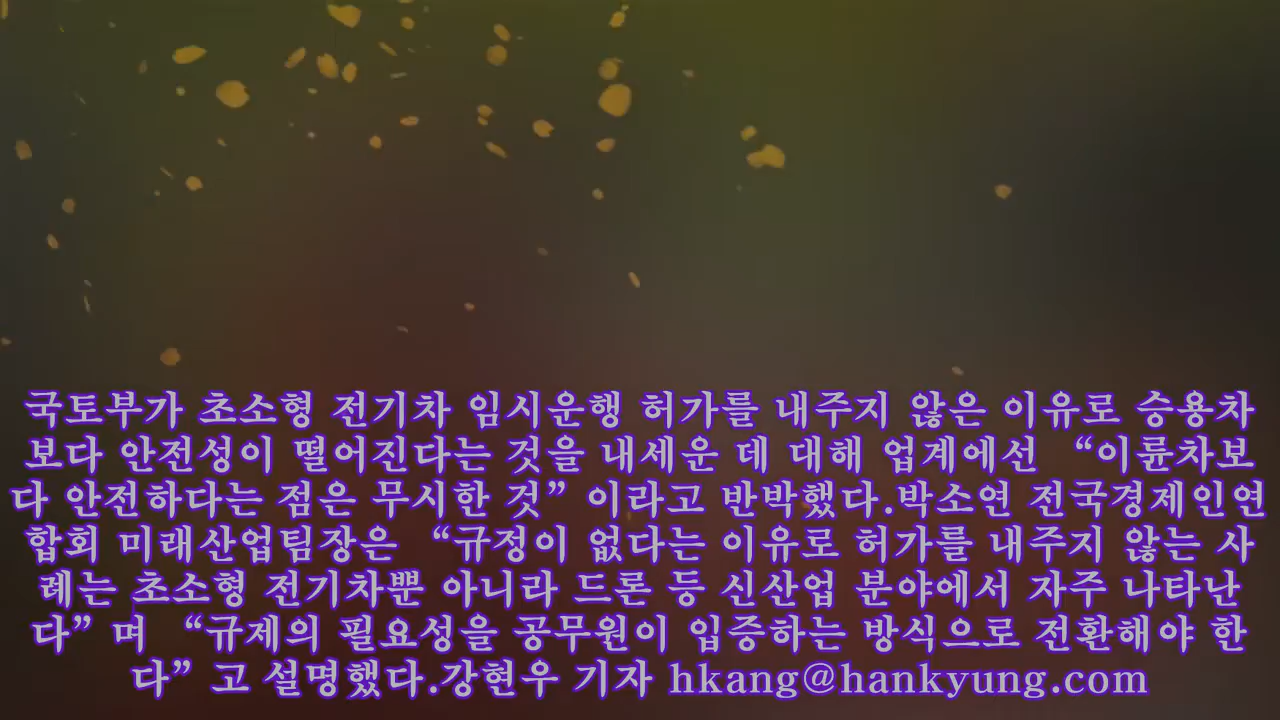 국토부가 초소형 전기차 임시운행 허가를 내주지 않은 이유로 승용차
보다 안전성이 떨어진다는 것을 내세운 데 대해 업계에선 “이륜차보
다 안전하다는 점은 무시한 것”이라고 반박했다.박소연 전국경제인연
합회 미래산업팀장은 “규정이 없다는 이유로 허가를 내주지 않는 사
례는 초소형 전기차뿐 아니라 드론 등 신산업 분야에서 자주 나타난
다”며 “규제의 필요성을 공무원이 입증하는 방식으로 전환해야 한
다”고 설명했다.강현우 기자 hkang@hankyung.com